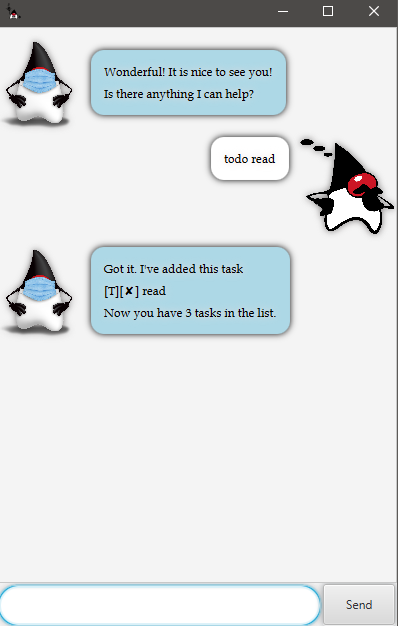 Wonderful! It is nice to see you!
Is there anything I can help?
todo read
Got it. I've added this task
[T][✘] read
Now you have 3 tasks in the list.
Send